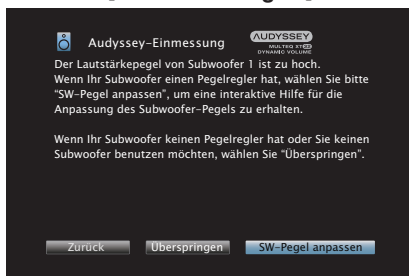 Audyssey-Einmessung
AUDYSSEY
MULTEQ XT32
DYNAMIC VOLUME
Der Lautstärkepegel von Subwoofer 1 ist zu hoch.
Wenn Ihr Subwoofer einen Pegelregler hat, wählen Sie bitte
"SW-Pegel anpassen", um eine interaktive Hilfe für die
Anpassung des Subwoofer-Pegels zu erhalten.
Wenn Ihr Subwoofer keinen Pegelregler hat oder Sie keinen
Subwoofer benutzen möchten, wählen Sie "Überspringen".
Zurück Überspringen SW-Pegel anpassen